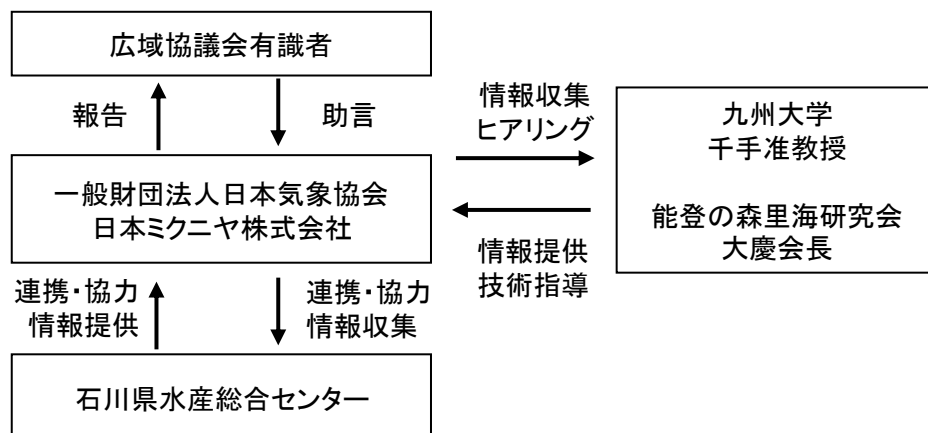 広域協議会有識者
報告
助言
情報収集
ヒアリング
九州大学
千手准教授
能登の森里海研究会
大慶会長
一般財団法人日本気象協会
日本ミクニヤ株式会社
情報提供
技術指導
連携・協力
情報提供
連携・協力
情報収集
石川県水産総合センター